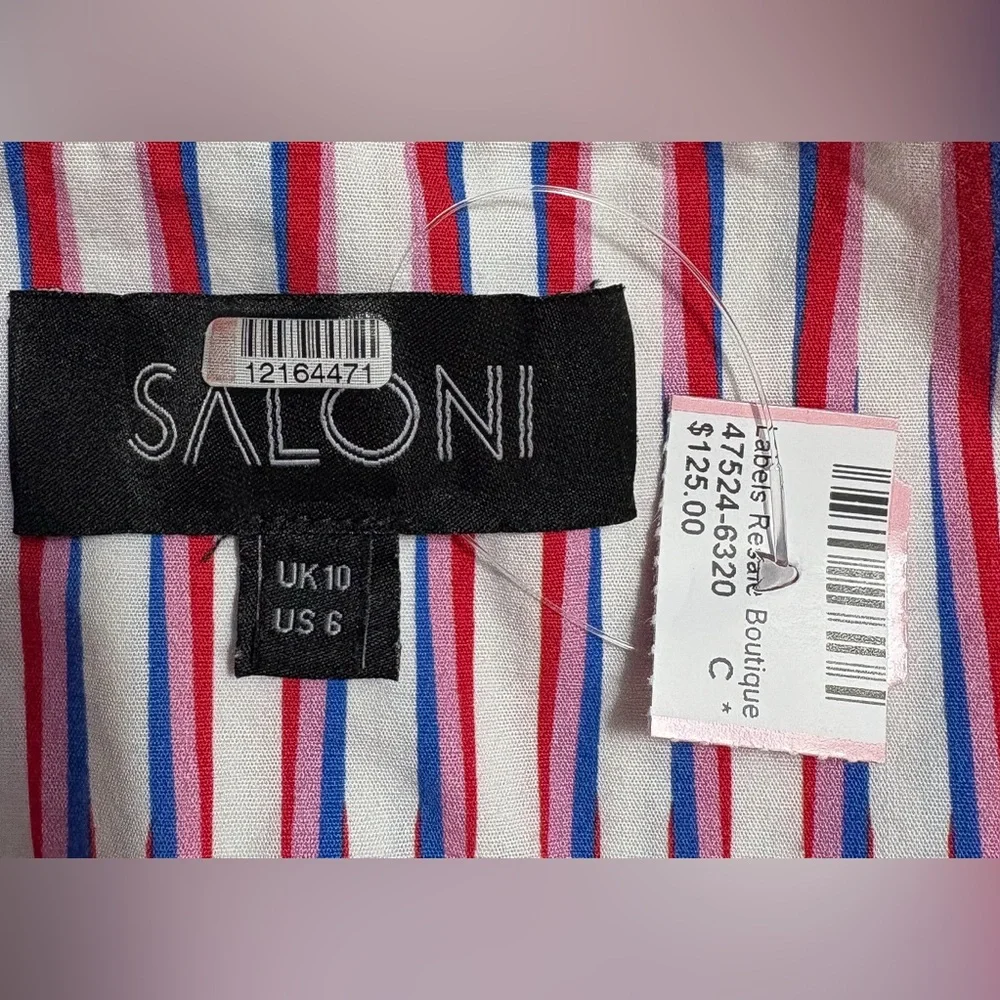 12164471
SALONI
UK 10
US 6
Labels Resale Boutique
47524-6320 C *
$125.00